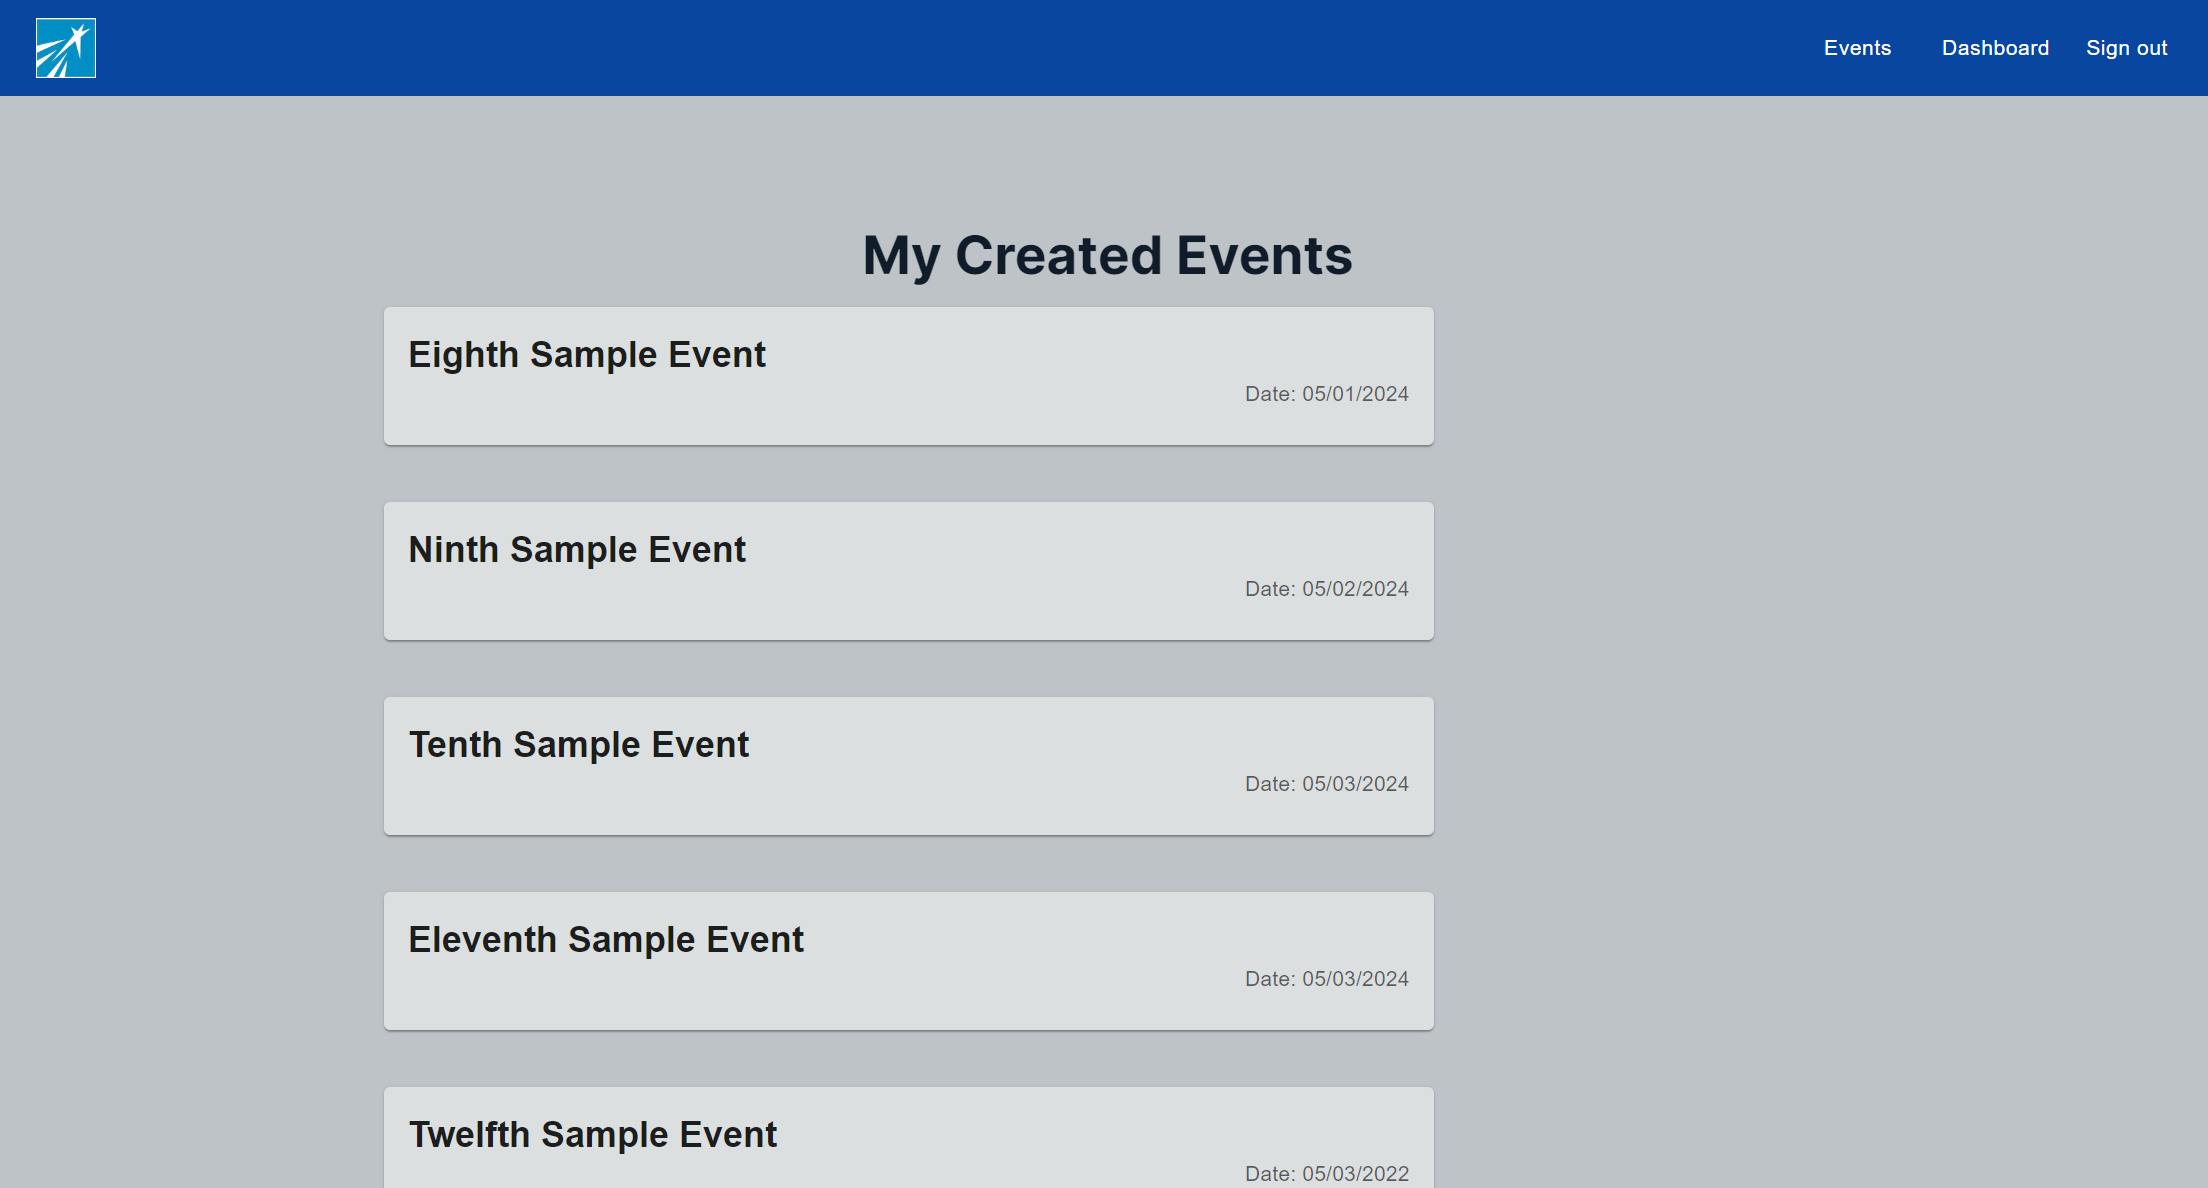 Events Dashboard Sign out
My Created Events
Eighth Sample Event
Date: 05/01/2024
Ninth Sample Event
Date: 05/02/2024
Tenth Sample Event
Date: 05/03/2024
Eleventh Sample Event
Date: 05/03/2024
Twelfth Sample Event
Date: 05/03/2022